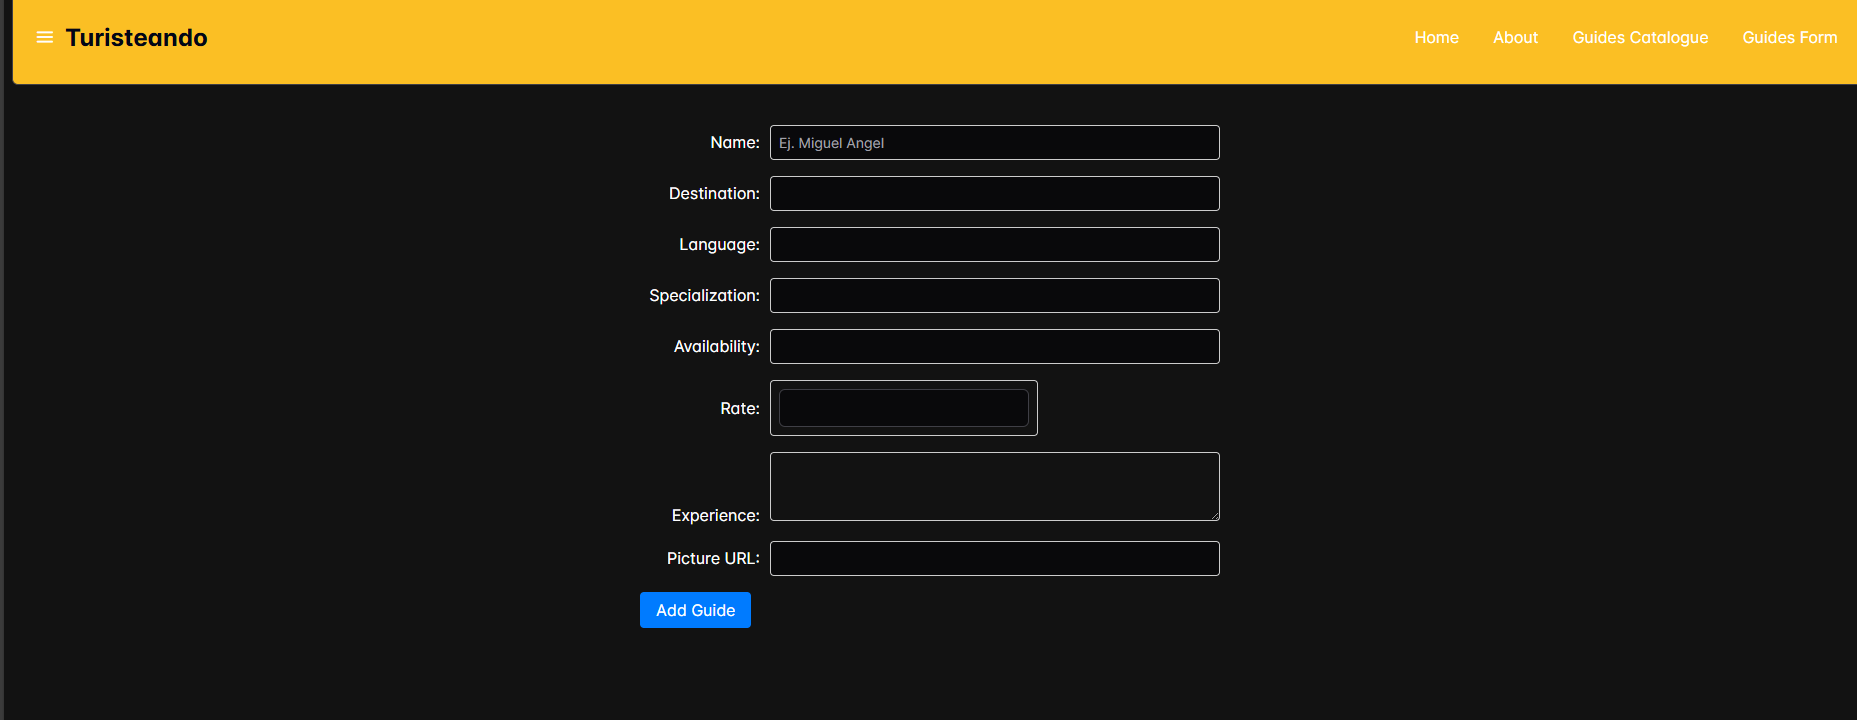 Turisteando
Home About Guides Catalogue Guides Form
Name: Ej. Miguel Angel
Destination:
Language:
Specialization:
Availability:
Rate:
Experience:
Picture URL:
Add Guide